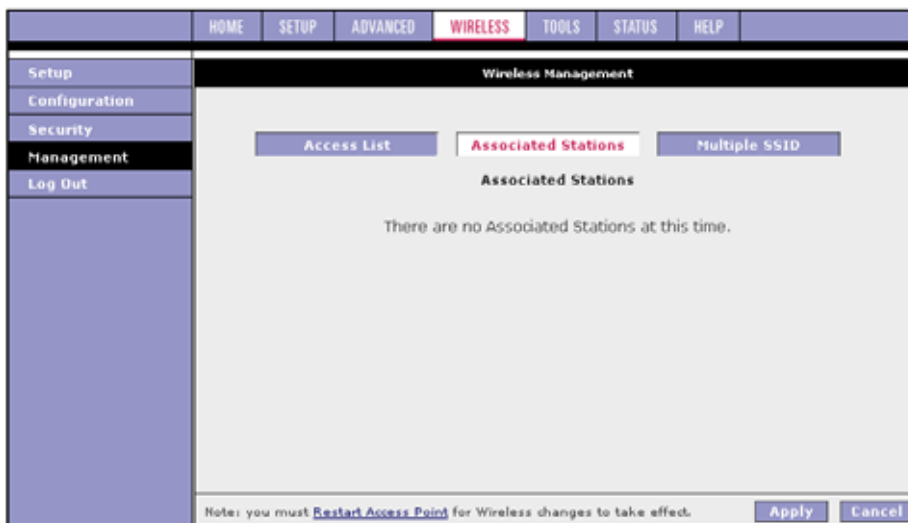 HOME SETUP ADVANCED WIRELESS TOOLS STATUS HELP
Setup
Configuration
Security
Management
Log Out
Wireless Management
Access List Associated Stations Multiple SSID
Associated Stations
There are no Associated Stations at this time.
Note: you must Restart Access Point for Wireless changes to take effect. Apply Cancel